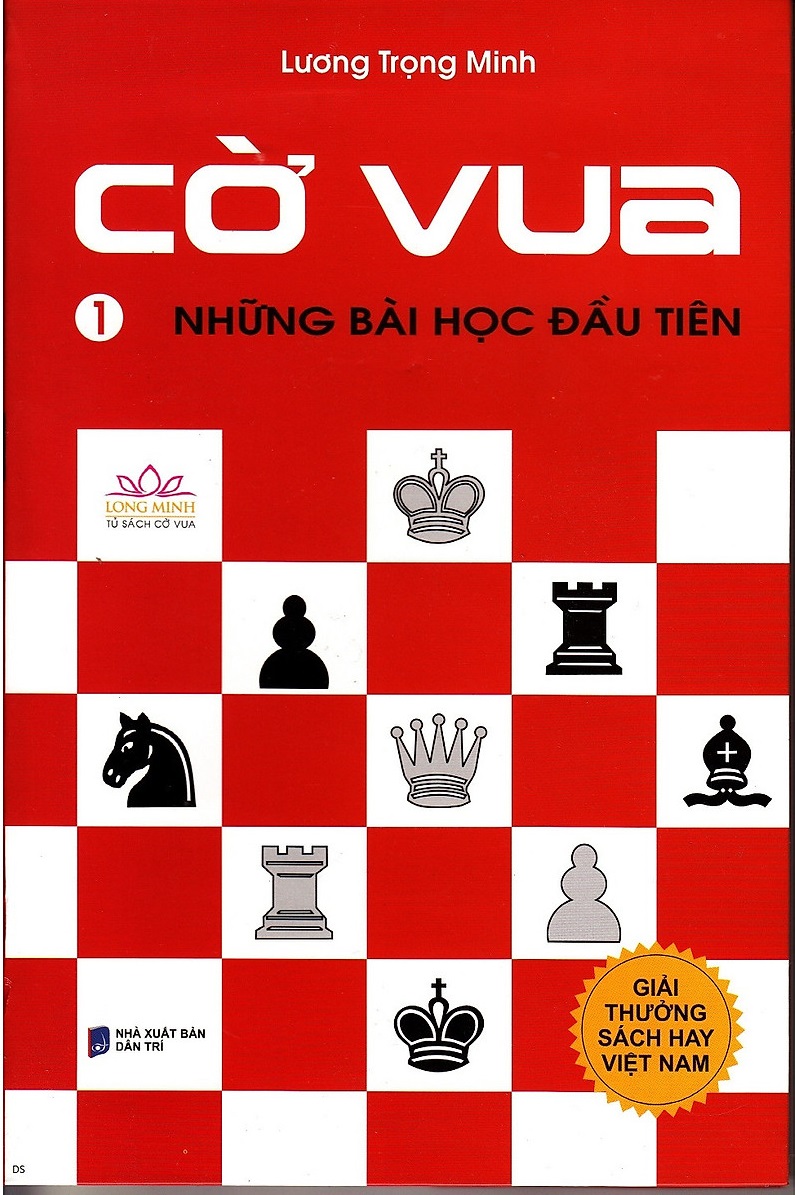 Lương Trọng Minh
CỜ VUA
1 NHỮNG BÀI HỌC ĐẦU TIÊN
LONG MINH
TỦ SÁCH CỜ VUA
NHÀ XUẤT BẢN
DÂN TRÍ
GIẢI
THƯỞNG
SÁCH HAY
VIỆT NAM
DS